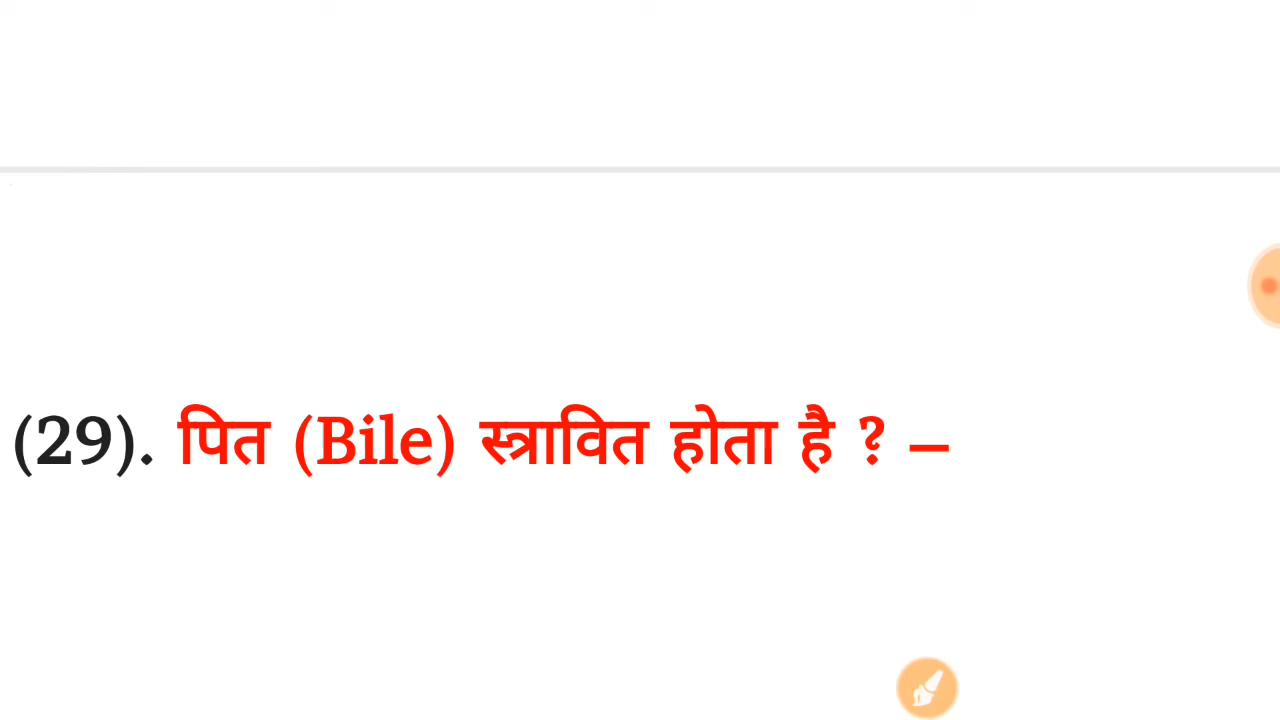 (29). पित (Bile) स्त्रावित होता है ? –